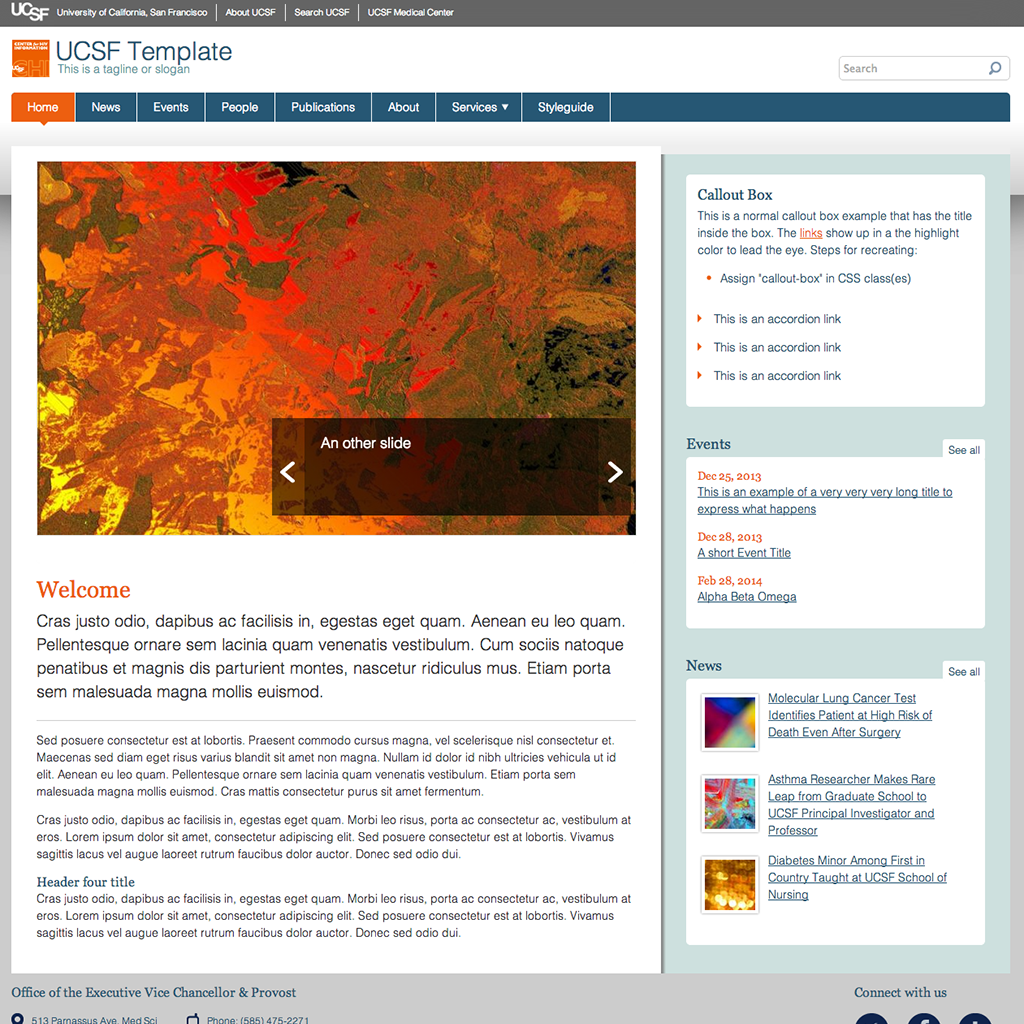 UCSF University of California, San Francisco About UCSF Search UCSF UCSF Medical Center
CENTER for HIV
INFORMATION
UCSF Template
CHI
This is a tagline or slogan
Search
Home News Events People Publications About Services Styleguide
An other slide
Welcome
Cras justo odio, dapibus ac facilisis in, egestas eget quam. Aenean eu leo quam.
Pellentesque ornare sem lacinia quam venenatis vestibulum. Cum sociis natoque
penatibus et magnis dis parturient montes, nascetur ridiculus mus. Etiam porta
sem malesuada magna mollis euismod.
Sed posuere consectetur est at lobortis. Praesent commodo cursus magna, vel scelerisque nisl consectetur et.
Maecenas sed diam eget risus varius blandit sit amet non magna. Nullam id dolor id nibh ultricies vehicula ut id
elit. Aenean eu leo quam. Pellentesque ornare sem lacinia quam venenatis vestibulum. Etiam porta sem
malesuada magna mollis euismod. Cras mattis consectetur purus sit amet fermentum.
Cras justo odio, dapibus ac facilisis in, egestas eget quam. Morbi leo risus, porta ac consectetur ac, vestibulum at
eros. Lorem ipsum dolor sit amet, consectetur adipiscing elit. Sed posuere consectetur est at lobortis. Vivamus
sagittis lacus vel augue laoreet rutrum faucibus dolor auctor. Donec sed odio dui.
Header four title
Cras justo odio, dapibus ac facilisis in, egestas eget quam. Morbi leo risus, porta ac consectetur ac, vestibulum at
eros. Lorem ipsum dolor sit amet, consectetur adipiscing elit. Sed posuere consectetur est at lobortis. Vivamus
sagittis lacus vel augue laoreet rutrum faucibus dolor auctor. Donec sed odio dui.
Callout Box
This is a normal callout box example that has the title
inside the box. The links show up in a the highlight
color to lead the eye. Steps for recreating:
Assign "callout-box" in CSS class(es)
This is an accordion link
This is an accordion link
This is an accordion link
Events
See all
Dec 25, 2013
This is an example of a very very very long title to
express what happens
Dec 28, 2013
A short Event Title
Feb 28, 2014
Alpha Beta Omega
News
See all
Molecular Lung Cancer Test
Identifies Patient at High Risk of
Death Even After Surgery
Asthma Researcher Makes Rare
Leap from Graduate School to
UCSF Principal Investigator and
Professor
Diabetes Minor Among First in
Country Taught at UCSF School of
Nursing
Office of the Executive Vice Chancellor & Provost
Connect with us
513 Parnassus Ave, Med Sci
Phone: (585) 475-2271